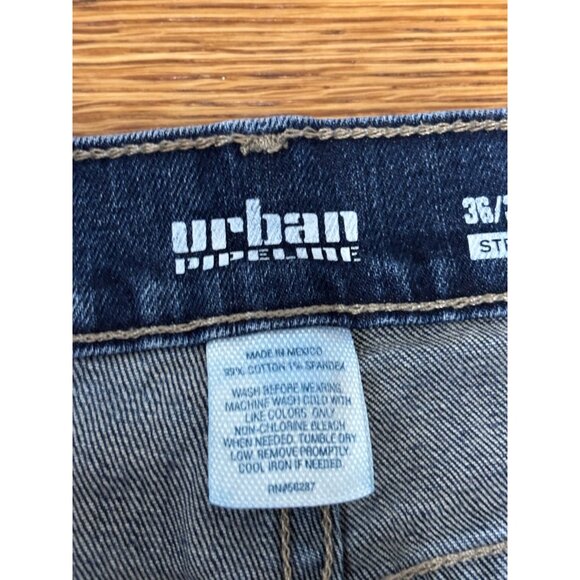 urban
PIPELINE
36/
MADE IN MEXICO
99% COTTON 1% SPANDEX
WASH BEFORE WEARING.
MACHINE WASH COLD WITH
LIKE COLORS. ONLY
NON-CHLORINE BLEACH
WHEN NEEDED. TUMBLE DRY
LOW. REMOVE PROMPTLY.
COOL IRON IF NEEDED.
RN#56287